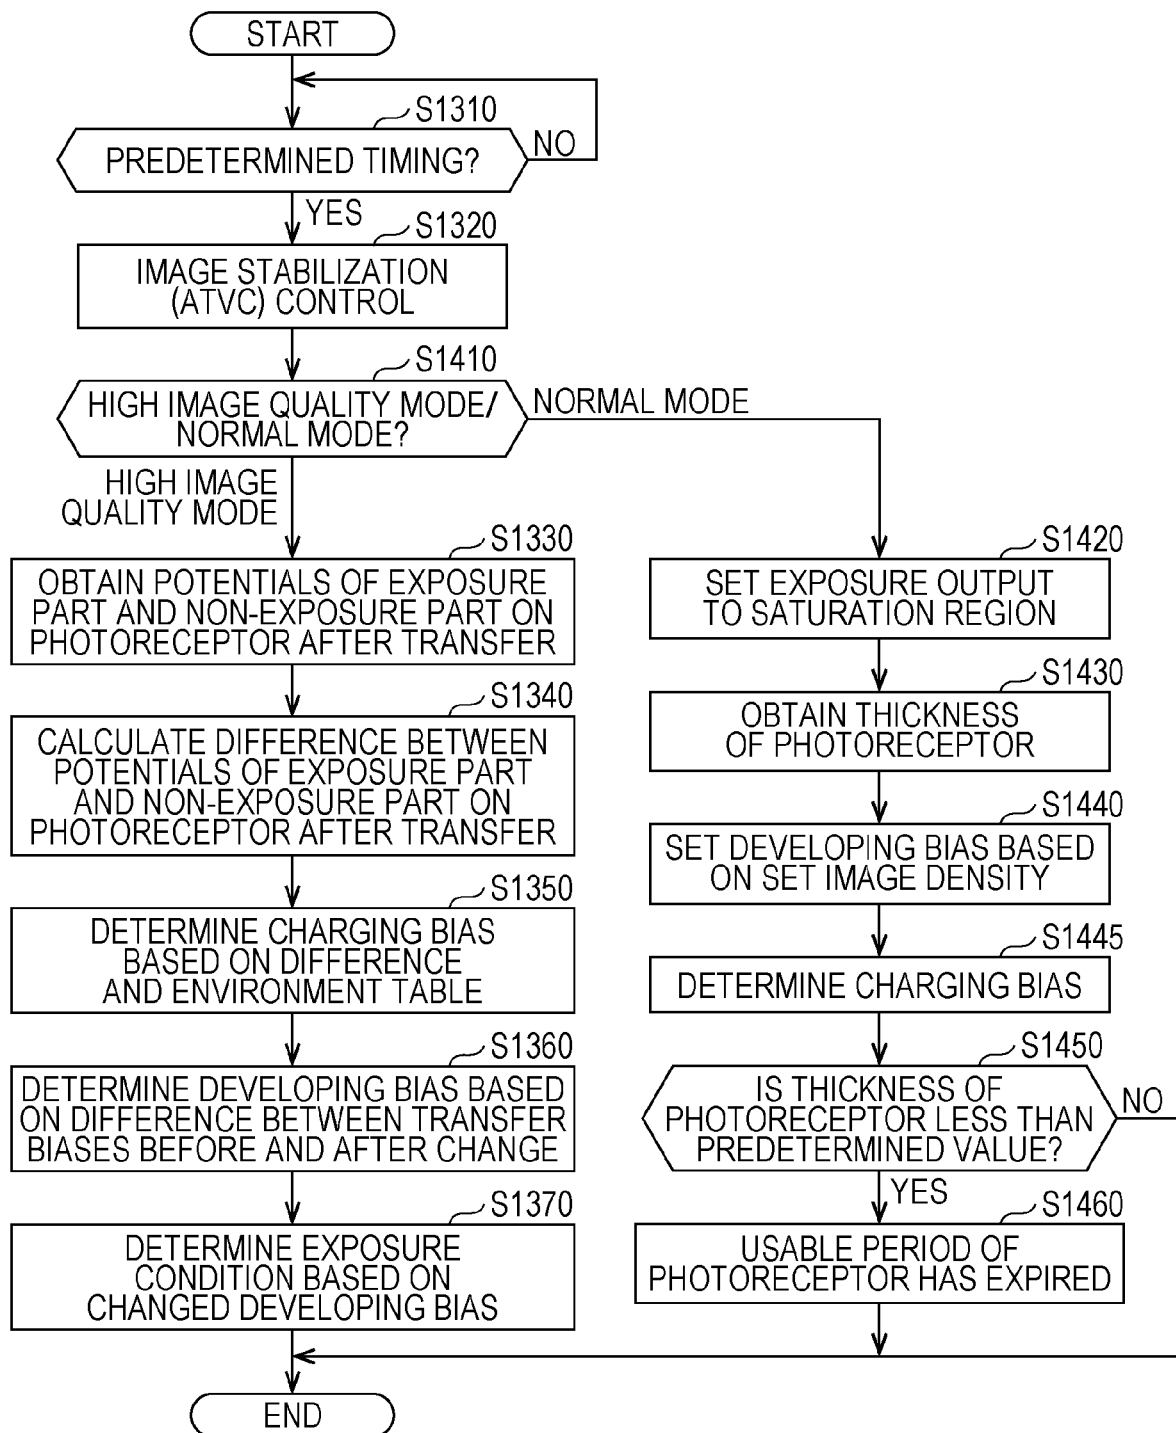 START
S1310
PREDETERMINED TIMING?
NO
YES
S1320
IMAGE STABILIZATION
(ATVC) CONTROL
S1410
HIGH IMAGE QUALITY MODE/
NORMAL MODE?
NORMAL MODE
HIGH IMAGE
QUALITY MODE
S1330
OBTAIN POTENTIALS OF EXPOSURE
PART AND NON-EXPOSURE PART ON
PHOTORECEPTOR AFTER TRANSFER
S1340
CALCULATE DIFFERENCE BETWEEN
POTENTIALS OF EXPOSURE PART
AND NON-EXPOSURE PART ON
PHOTORECEPTOR AFTER TRANSFER
S1350
DETERMINE CHARGING BIAS
BASED ON DIFFERENCE
AND ENVIRONMENT TABLE
S1360
DETERMINE DEVELOPING BIAS BASED
ON DIFFERENCE BETWEEN TRANSFER
BIASES BEFORE AND AFTER CHANGE
S1370
DETERMINE EXPOSURE
CONDITION BASED ON
CHANGED DEVELOPING BIAS
S1420
SET EXPOSURE OUTPUT
TO SATURATION REGION
S1430
OBTAIN THICKNESS
OF PHOTORECEPTOR
S1440
SET DEVELOPING BIAS BASED
ON SET IMAGE DENSITY
S1445
DETERMINE CHARGING BIAS
S1450
IS THICKNESS OF
PHOTORECEPTOR LESS THAN
PREDETERMINED VALUE?
NO
YES
S1460
USABLE PERIOD OF
PHOTORECEPTOR HAS EXPIRED
END